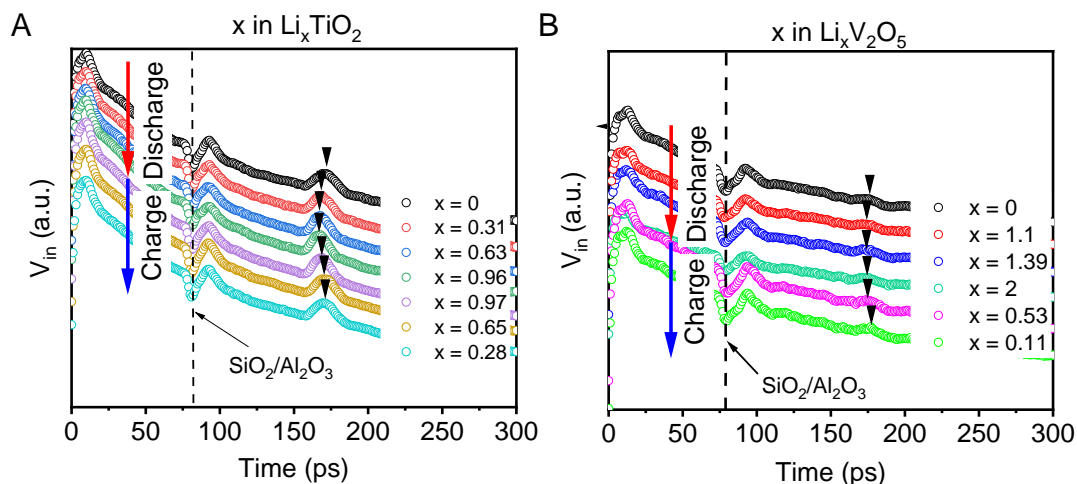 A
x in LiₓTiO₂
V_in (a.u.)
Discharge
Charge
x = 0
x = 0.31
x = 0.63
x = 0.96
x = 0.97
x = 0.65
x = 0.28
SiO₂/Al₂O₃
0
50
100
150
200
250
300
Time (ps)
B
x in LiₓV₂O₅
V_in (a.u.)
Discharge
Charge
x = 0
x = 1.1
x = 1.39
x = 2
x = 0.53
x = 0.11
SiO₂/Al₂O₃
0
50
100
150
200
250
300
Time (ps)